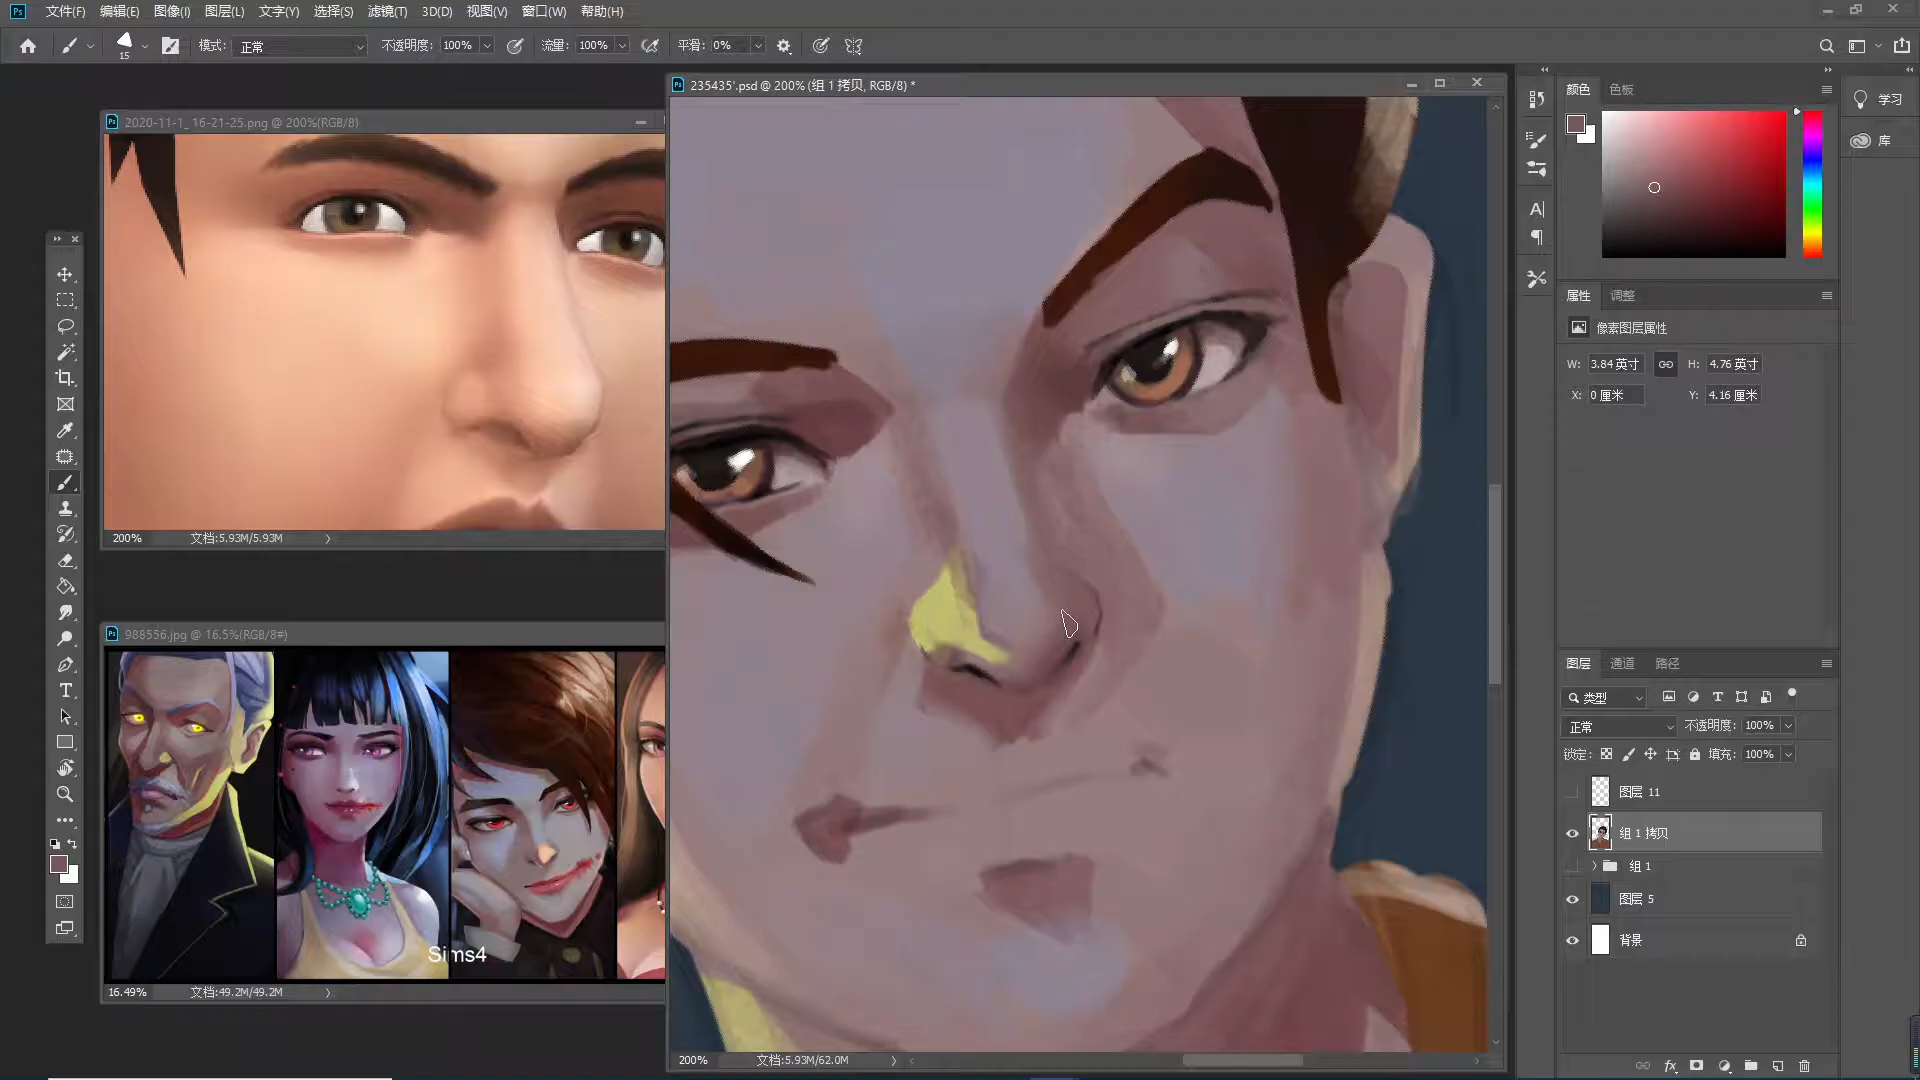 文件(F) 编辑(E) 图像(I) 图层(L) 文字(Y) 选择(S) 滤镜(T) 3D(D) 视图(V) 窗口(W) 帮助(H)
15 模式: 正常 不透明度: 100% 流量: 100% 平滑: 0%
235435'.psd @ 200% (组 1 拷贝, RGB/8) *
2020-11-1_ 16-21-25.png @ 200%(RGB/8)
200% 文档:5.93M/5.93M
988556.jpg @ 16.5%(RGB/8#)
Sims4
16.49% 文档:49.2M/49.2M
200% 文档:5.93M/62.0M
颜色 色板
学习
库
属性 调整
像素图层属性
W: 3.84 英寸 H: 4.76 英寸
X: 0 厘米 Y: 4.16 厘米
图层 通道 路径
类型
正常 不透明度: 100%
锁定: 填充: 100%
图层 11
组 1 拷贝
组 1
图层 5
背景